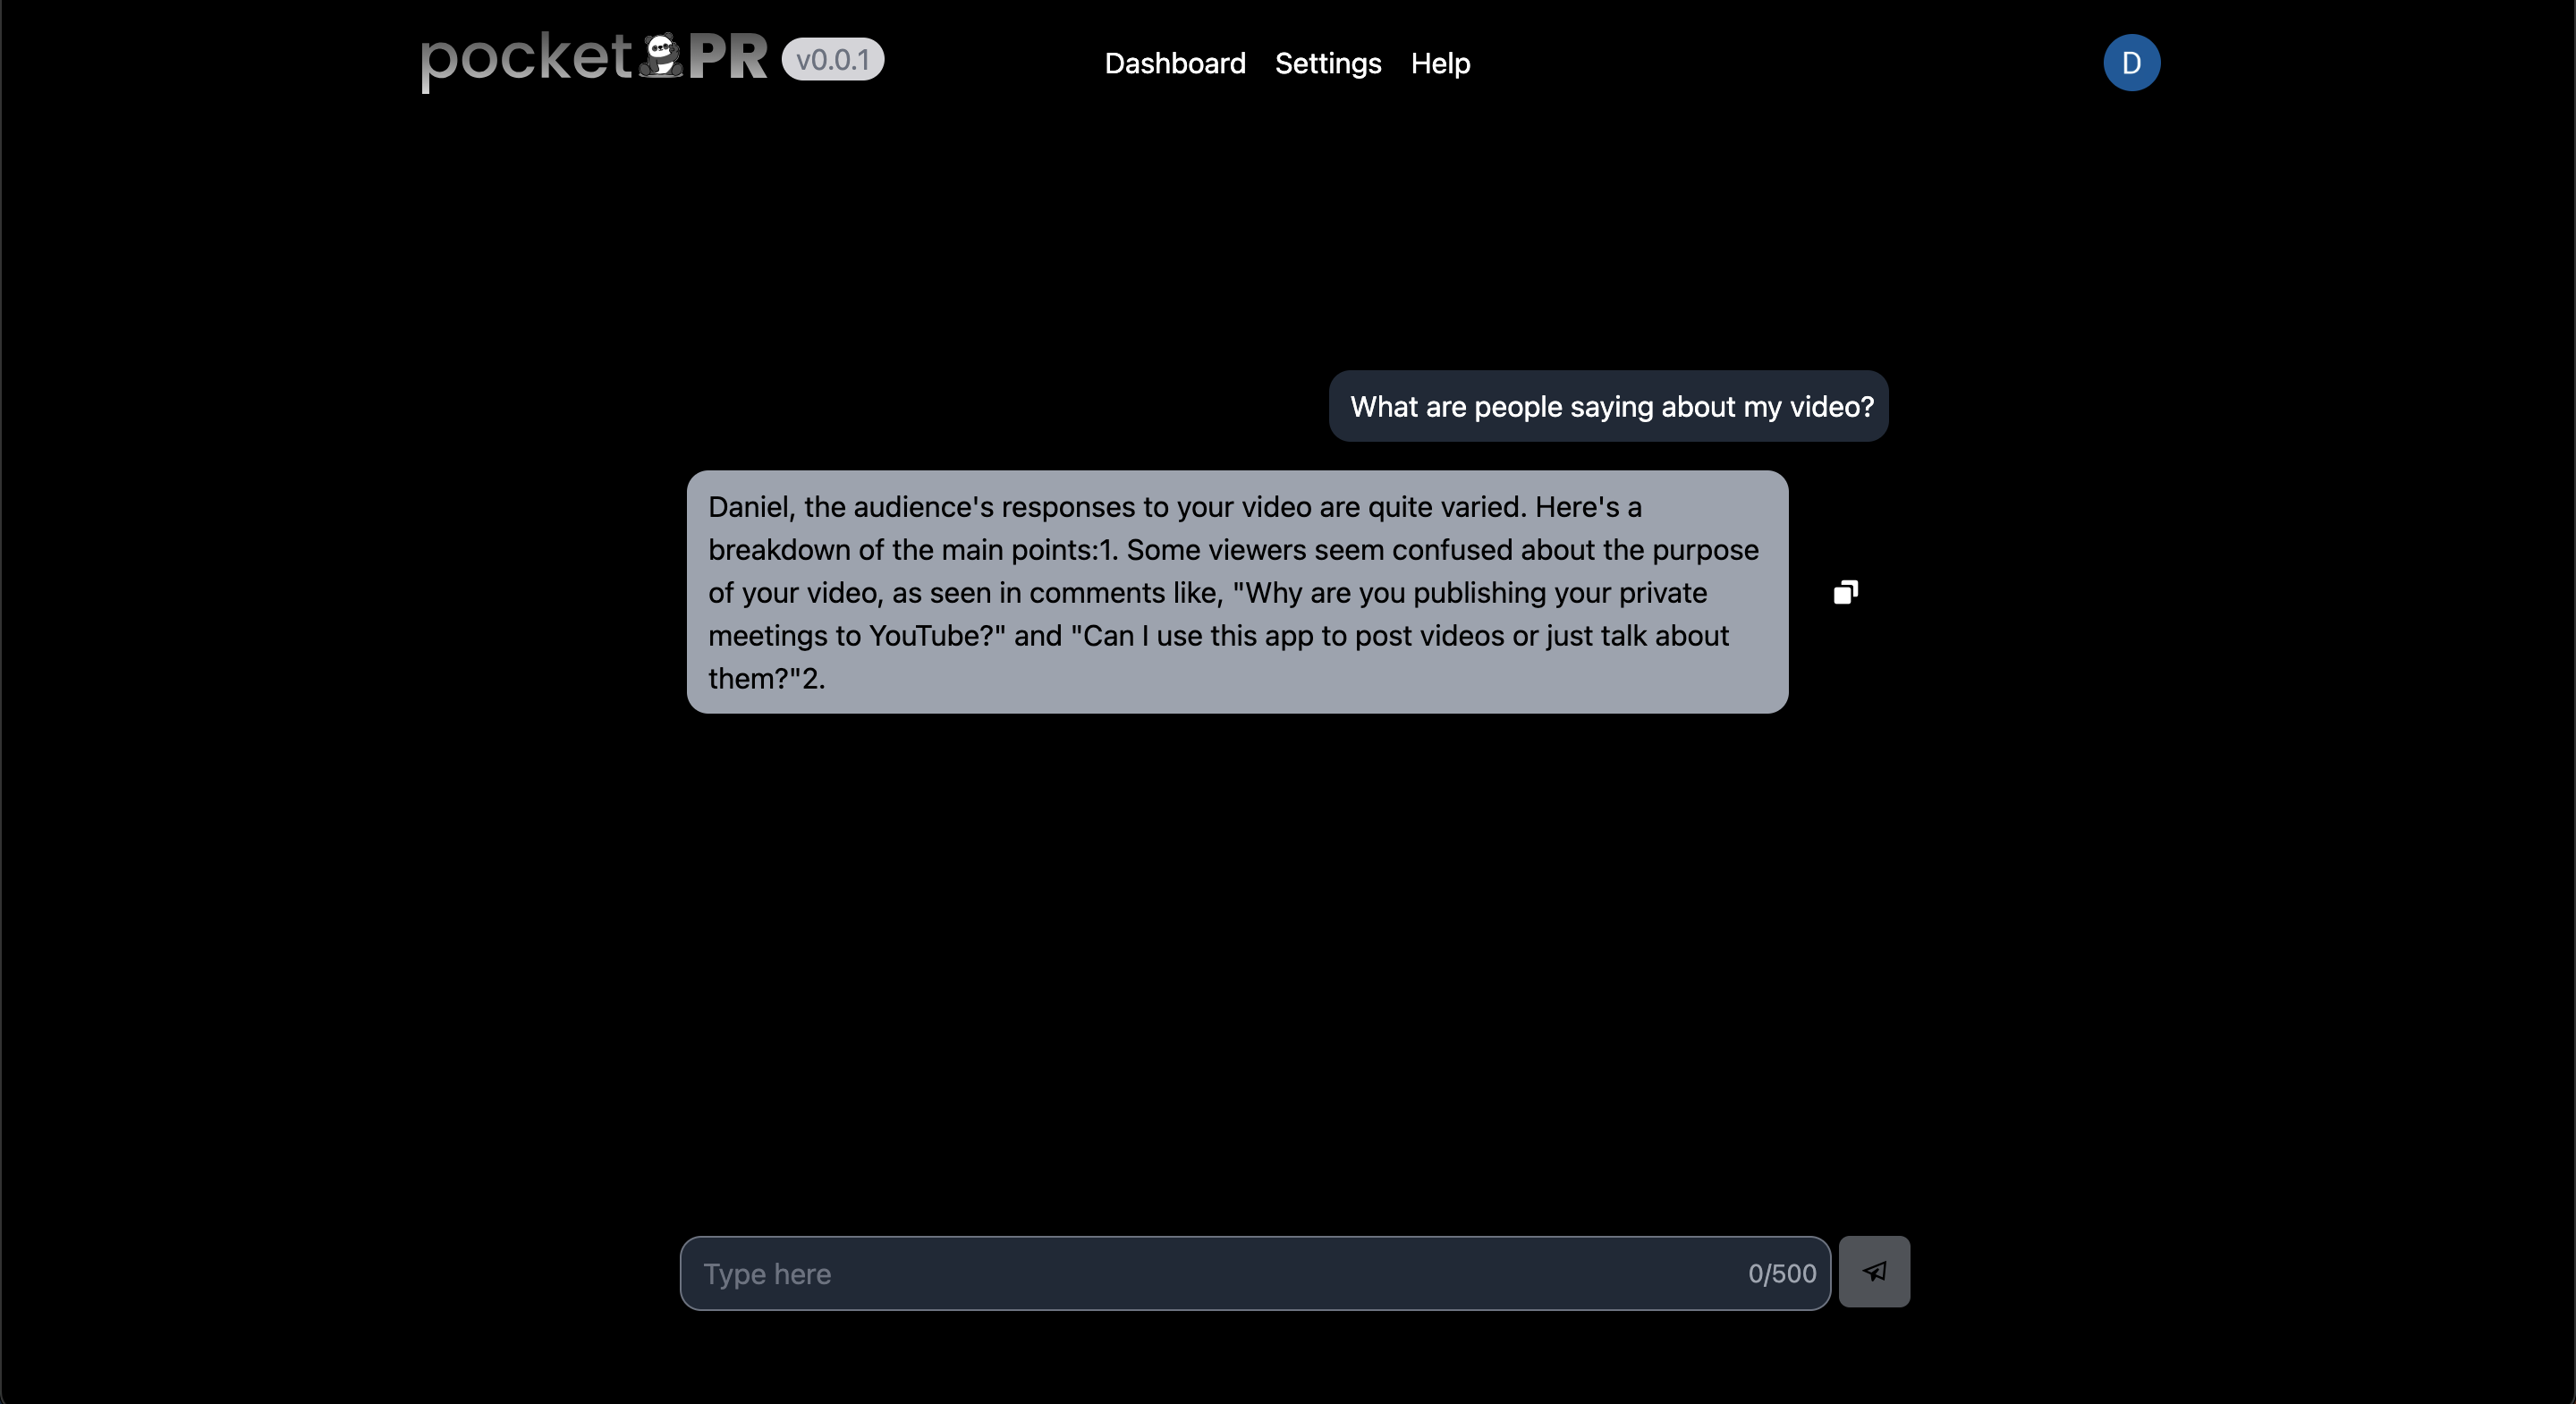 pocketPR v0.0.1
Dashboard Settings Help
D
What are people saying about my video?
Daniel, the audience's responses to your video are quite varied. Here's a
breakdown of the main points:1. Some viewers seem confused about the purpose
of your video, as seen in comments like, "Why are you publishing your private
meetings to YouTube?" and "Can I use this app to post videos or just talk about
them?"2.
Type here
0/500